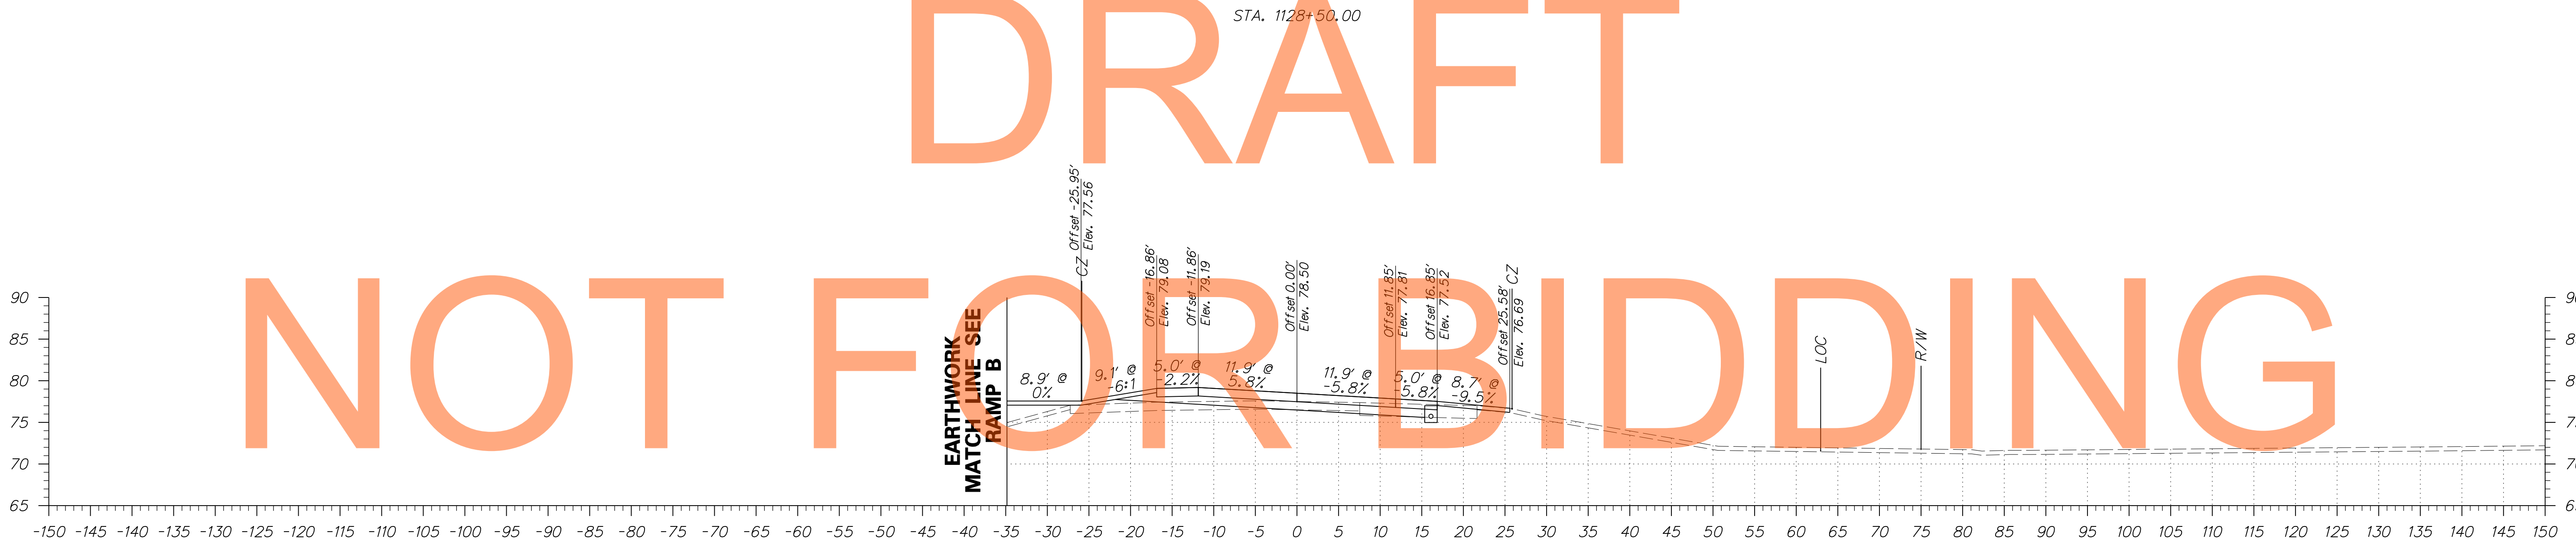 STA. 1128+50.00
DRAFT
NOT FOR BIDDING
Offset -25.95'
Elev. 77.56
CZ
Offset -16.86'
Elev. 79.08
Offset -11.86'
Elev. 79.19
Offset 0.00'
Elev. 78.50
Offset 11.85'
Elev. 77.81
Offset 16.85'
Elev. 77.52
Offset 25.58'
Elev. 76.69
CZ
LOC
R/W
EARTHWORK
MATCH LINE SEE
RAMP B
8.9' @
0%
9.1' @
-6:1
5.0' @
-2.2%
11.9' @
5.8%
11.9' @
-5.8%
5.0' @
-5.8%
8.7' @
-9.5%
90
85
80
75
70
65
-150 -145 -140 -135 -130 -125 -120 -115 -110 -105 -100 -95 -90 -85 -80 -75 -70 -65 -60 -55 -50 -45 -40 -35 -30 -25 -20 -15 -10 -5 0 5 10 15 20 25 30 35 40 45 50 55 60 65 70 75 80 85 90 95 100 105 110 115 120 125 130 135 140 145 150